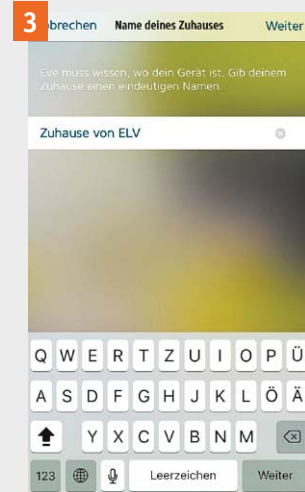 3
brechen Name deines Zuhauses Weiter
Eve muss wissen, wo dein Gerät ist. Gib deinem
Zuhause einen eindeutigen Namen.
Zuhause von ELV
Q W E R T Z U I O P Ü
A S D F G H J K L Ö Ä
Y X C V B N M
123 Leerzeichen Weiter